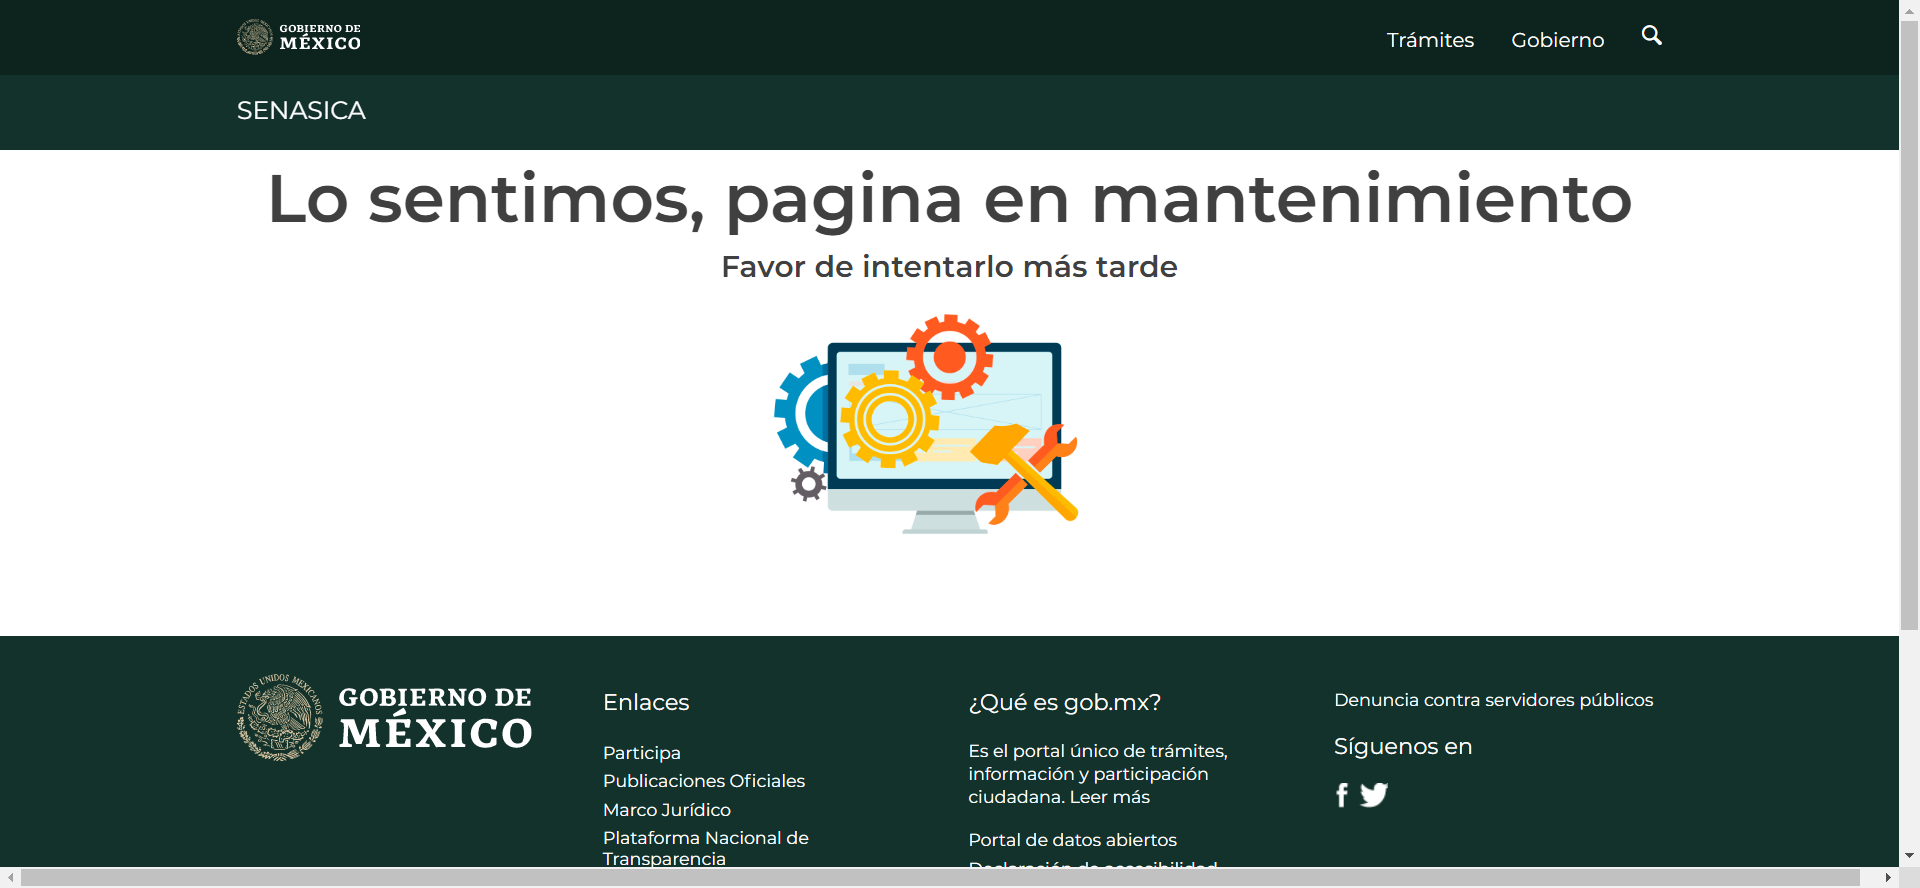 GOBIERNO DE
MÉXICO
Trámites
Gobierno
SENASICA
Lo sentimos, pagina en mantenimiento
Favor de intentarlo más tarde
ESTADOS UNIDOS MEXICANOS
GOBIERNO DE
MÉXICO
Enlaces
Participa
Publicaciones Oficiales
Marco Jurídico
Plataforma Nacional de
Transparencia
¿Qué es gob.mx?
Es el portal único de trámites,
información y participación
ciudadana. Leer más
Portal de datos abiertos
Declaración de accesibilidad
Denuncia contra servidores públicos
Síguenos en